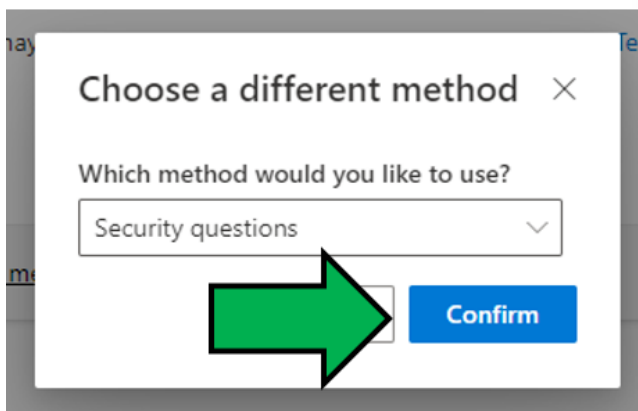 Choose a different method
Which method would you like to use?
Security questions
Confirm